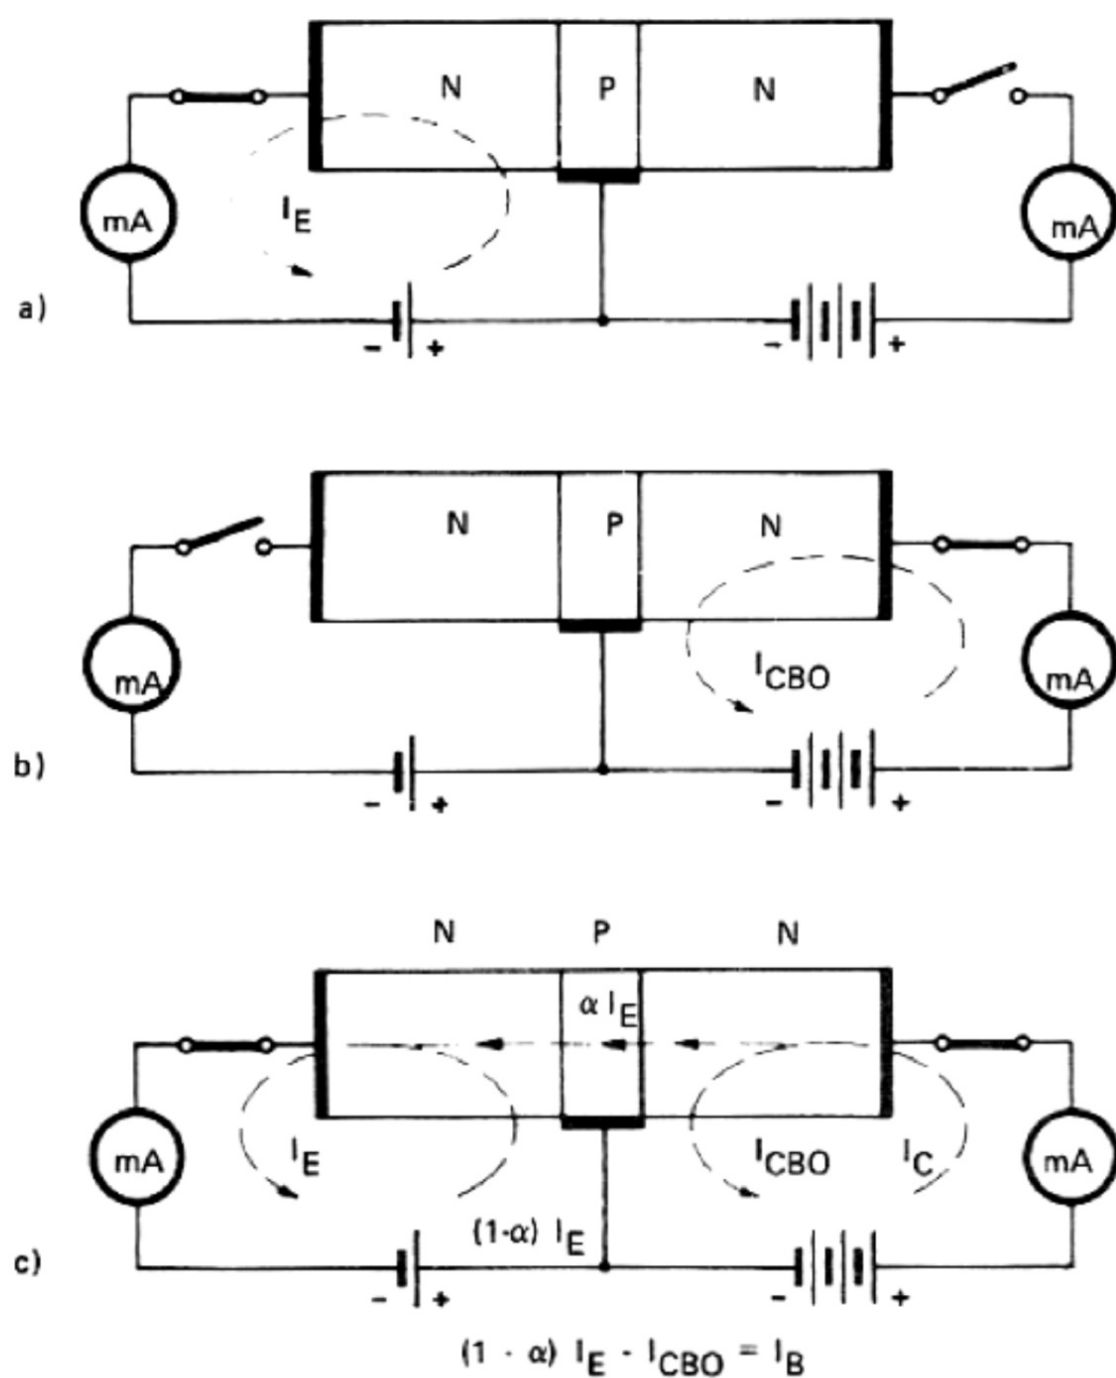 N P N
mA
I_E
mA
a)
- + - +
N P N
mA
I_CBO
mA
b)
- + - +
N P N
α I_E
mA
I_E
I_CBO
I_C
mA
(1-α) I_E
c)
- + - +
(1 - α) I_E - I_CBO = I_B